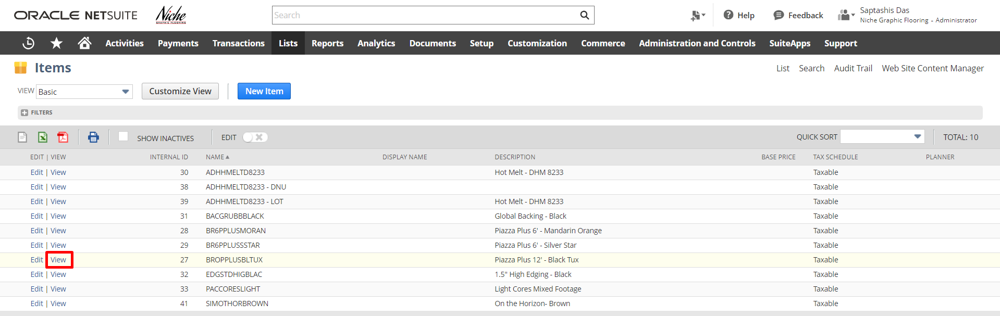 ORACLE NETSUITE Niche GRAPHIC FLOORING Search Help Feedback Saptashis Das
Niche Graphic Flooring - Administrator
Activities Payments Transactions Lists Reports Analytics Documents Setup Customization Commerce Administration and Controls SuiteApps Support
Items List Search Audit Trail Web Site Content Manager
VIEW Basic Customize View New Item
FILTERS
SHOW INACTIVES EDIT QUICK SORT TOTAL: 10
EDIT | VIEW INTERNAL ID NAME DISPLAY NAME DESCRIPTION BASE PRICE TAX SCHEDULE PLANNER
Edit | View 30 ADHHMELTD8233 Hot Melt - DHM 8233 Taxable
Edit | View 38 ADHHMELTD8233 - DNU Taxable
Edit | View 39 ADHHMELTD8233 - LOT Hot Melt - DHM 8233 Taxable
Edit | View 31 BACGRUBBBLACK Global Backing - Black Taxable
Edit | View 28 BR6PPLUSMORAN Piazza Plus 6' - Mandarin Orange Taxable
Edit | View 29 BR6PPLUSSSTAR Piazza Plus 6' - Silver Star Taxable
Edit View 27 BROPPLUSBLTUX Piazza Plus 12' - Black Tux Taxable
Edit | View 32 EDGSTDHIGBLAC 1.5" High Edging - Black Taxable
Edit | View 33 PACCORESLIGHT Light Cores Mixed Footage Taxable
Edit | View 41 SIMOTHORBROWN On the Horizon- Brown Taxable